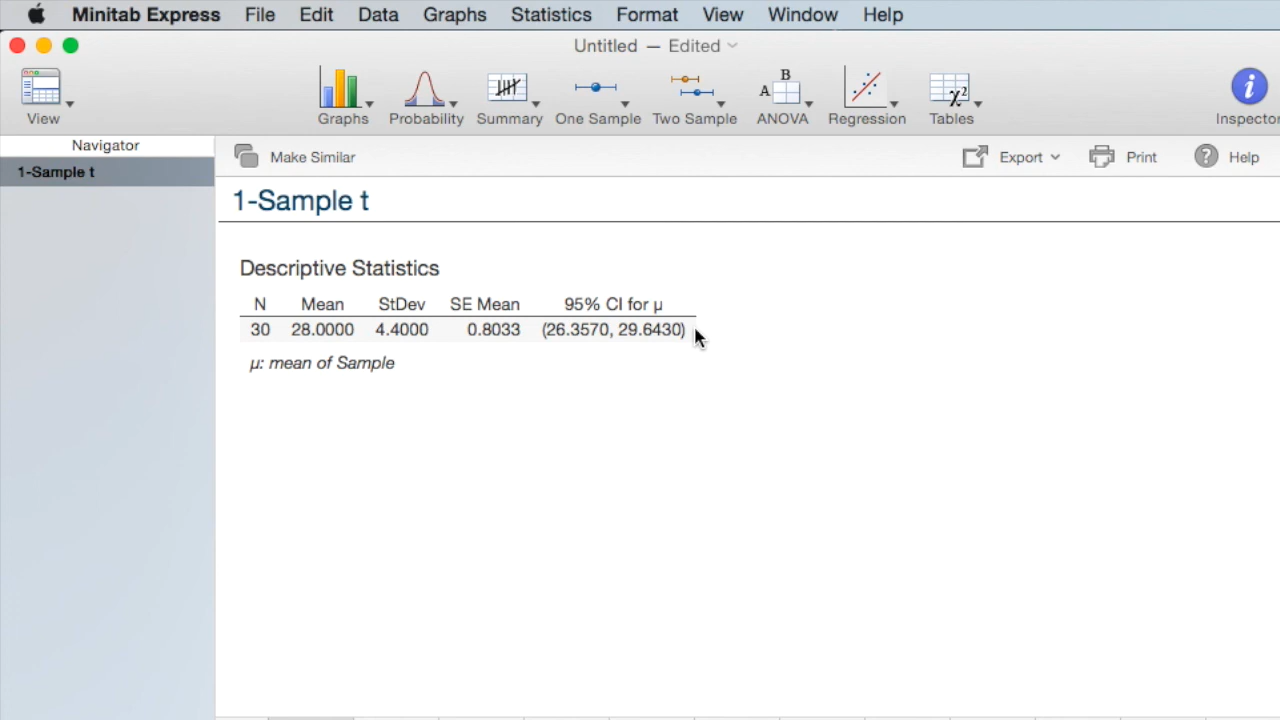 Minitab Express File Edit Data Graphs Statistics Format View Window Help
Untitled — Edited
View Graphs Probability Summary One Sample Two Sample ANOVA Regression Tables Inspector
A B χ² i
Navigator
1-Sample t
Make Similar Export Print ? Help
1-Sample t
Descriptive Statistics
N Mean StDev SE Mean 95% CI for μ
30 28.0000 4.4000 0.8033 (26.3570, 29.6430)
μ: mean of Sample